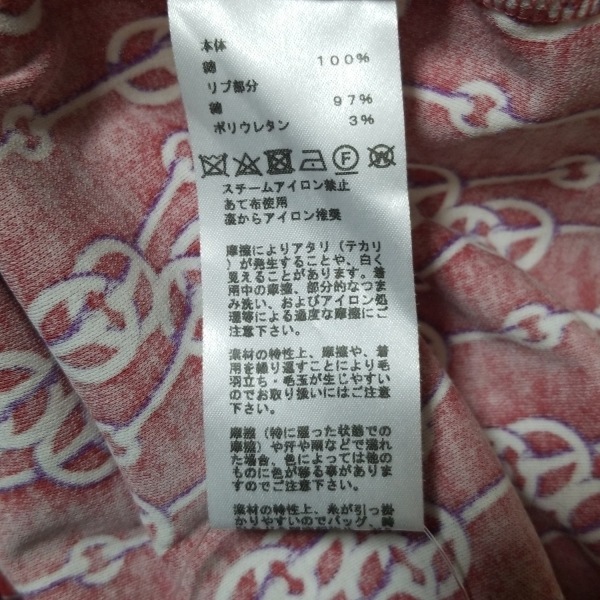 本体
綿 100%
リブ部分
綿 97%
ポリウレタン 3%
F W
スチームアイロン禁止
あて布使用
裏からアイロン推奨
摩擦によりアタリ(テカリ
)が発生することや、白く
見えることがあります。着
用中の摩擦、部分的なつま
み洗い、およびアイロン処
理等による過度な摩擦にはご
注意下さい。
素材の特性上、摩擦や、着
用を繰り返すことにより毛
羽立ち・毛玉が生じやすい
のでお取り扱いにはご注意
下さい。
摩擦(特に湿った状態での
摩擦)や汗や雨などで濡れ
た場合、色によっては他の
ものに色が移る事がありま
すのでご注意下さい。
素材の特性上、糸が引っ掛
かりやすいのでバッグ、時